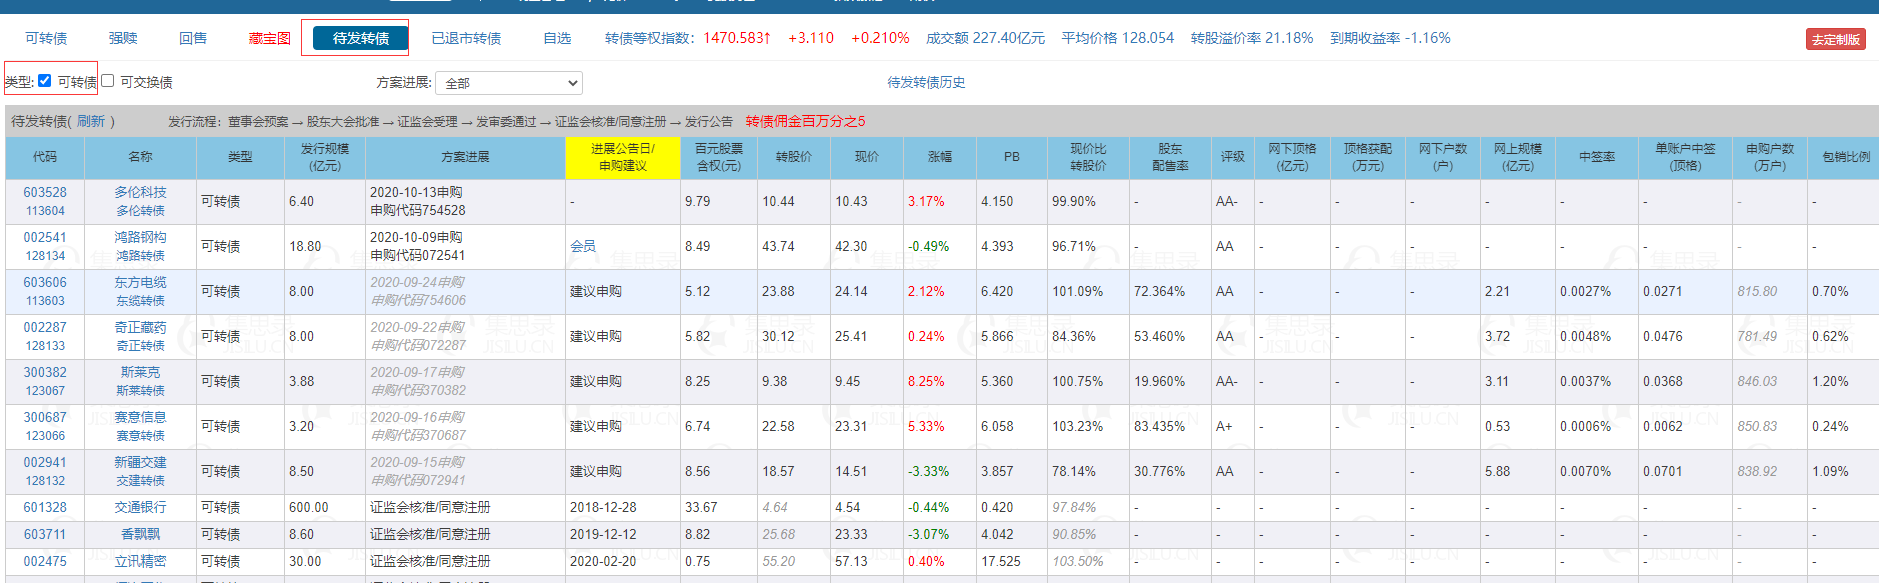 可转债 强赎 回售 藏宝图 待发转债 已退市转债 自选 转债等权指数：1470.583↑ +3.110 +0.210% 成交额 227.40亿元 平均价格 128.054 转股溢价率 21.18% 到期收益率 -1.16% 去定制版
类型: 可转债 可交换债 方案进展: 全部 待发转债历史
待发转债( 刷新 ) 发行流程：董事会预案→股东大会批准→证监会受理→发审委通过→证监会核准/同意注册→发行公告 转债佣金百万分之5
代码 名称 类型 发行规模 (亿元) 方案进展 进展公告日/ 申购建议 百元股票 含权(元) 转股价 现价 涨幅 PB 现价比 转股价 股东 配售率 评级 网下顶格 (亿元) 顶格获配 (万元) 网下户数 (户) 网上规模 (亿元) 中签率 单账户中签 (顶格) 申购户数 (万户) 包销比例
603528 多伦科技 可转债 6.40 2020-10-13申购 - 9.79 10.44 10.43 3.17% 4.150 99.90% - AA- - - - - - - - -
113604 多伦转债 申购代码754528
002541 鸿路钢构 可转债 18.80 2020-10-09申购 会员 8.49 43.74 42.30 -0.49% 4.393 96.71% - AA - - - - - - - -
128134 鸿路转债 申购代码072541
603606 东方电缆 可转债 8.00 2020-09-24申购 建议申购 5.12 23.88 24.14 2.12% 6.420 101.09% 72.364% AA - - - 2.21 0.0027% 0.0271 815.80 0.70%
113603 东缆转债 申购代码754606
002287 奇正藏药 可转债 8.00 2020-09-22申购 建议申购 5.82 30.12 25.41 0.24% 5.866 84.36% 53.460% AA - - - 3.72 0.0048% 0.0476 781.49 0.62%
128133 奇正转债 申购代码072287
300382 斯莱克 可转债 3.88 2020-09-17申购 建议申购 8.25 9.38 9.45 8.25% 5.360 100.75% 19.960% AA- - - - 3.11 0.0037% 0.0368 846.03 1.20%
123067 斯莱转债 申购代码370382
300687 赛意信息 可转债 3.20 2020-09-16申购 建议申购 6.74 22.58 23.31 5.33% 6.058 103.23% 83.435% A+ - - - 0.53 0.0006% 0.0062 850.83 0.24%
123066 赛意转债 申购代码370687
002941 新疆交建 可转债 8.50 2020-09-15申购 建议申购 8.56 18.57 14.51 -3.33% 3.857 78.14% 30.776% AA - - - 5.88 0.0070% 0.0701 838.92 1.09%
128132 交建转债 申购代码072941
601328 交通银行 可转债 600.00 证监会核准/同意注册 2018-12-28 33.67 4.64 4.54 -0.44% 0.420 97.84% - - - - - - - - - -
603711 香飘飘 可转债 8.60 证监会核准/同意注册 2019-12-12 8.82 25.68 23.33 -3.07% 4.042 90.85% - - - - - - - - - -
002475 立讯精密 可转债 30.00 证监会核准/同意注册 2020-02-20 0.75 55.20 57.13 0.40% 17.525 103.50% - - - - - - - - - -
集思录
JISILU.CN